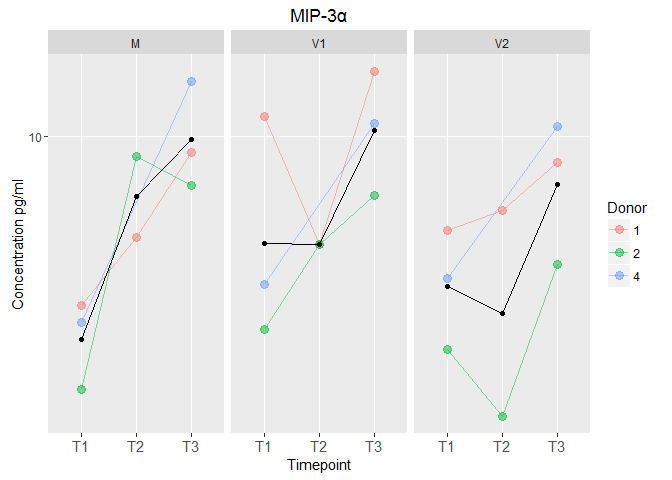 MIP-3α
M V1 V2
10
Concentration pg/ml
Donor
1
2
4
T1 T2 T3 T1 T2 T3 T1 T2 T3
Timepoint